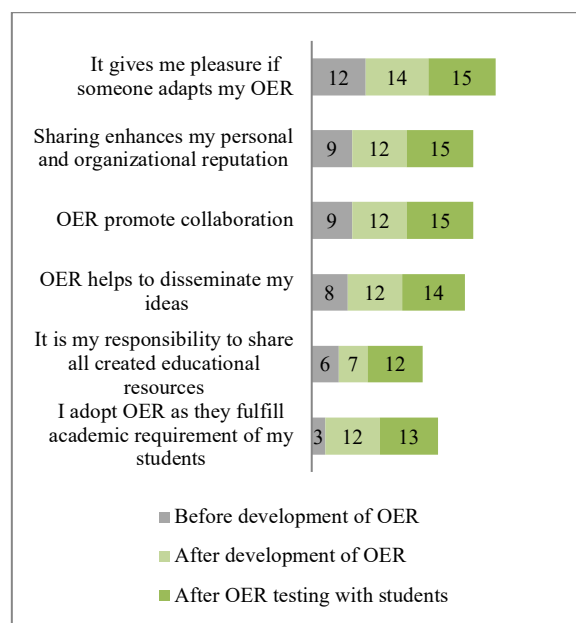 It gives me pleasure if
someone adapts my OER
12 14 15
Sharing enhances my personal
and organizational reputation
9 12 15
OER promote collaboration
9 12 15
OER helps to disseminate my
ideas
8 12 14
It is my responsibility to share
all created educational
resources
6 7 12
I adopt OER as they fulfill
academic requirement of my
students
3 12 13
Before development of OER
After development of OER
After OER testing with students